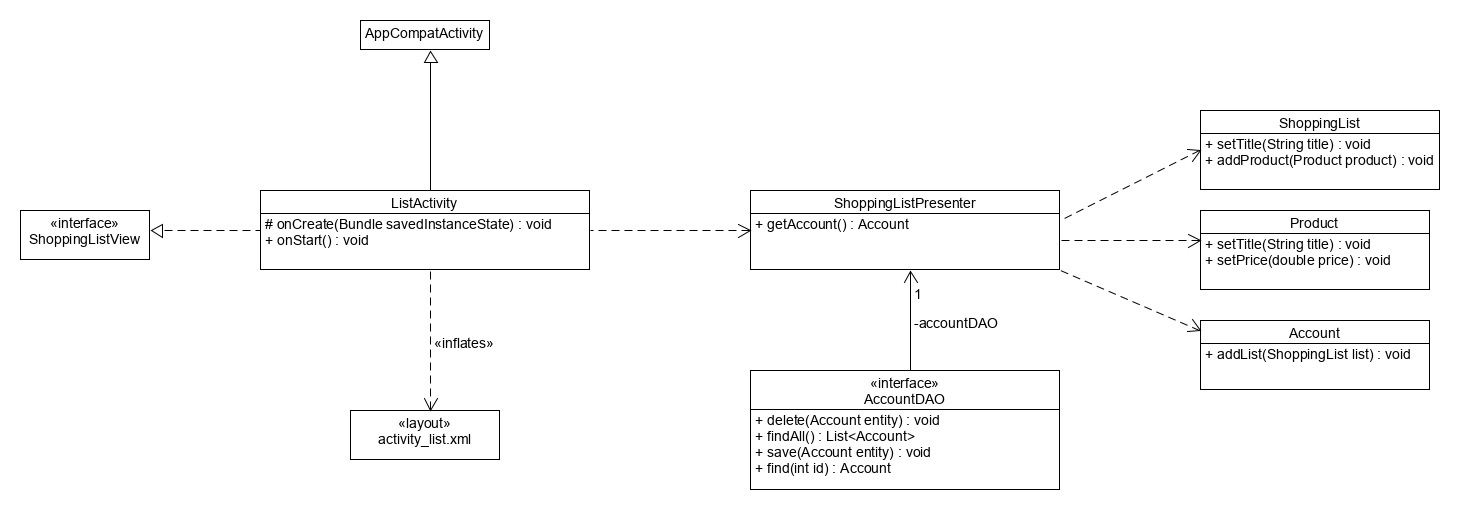 AppCompatActivity
«interface»
ShoppingListView
ListActivity
# onCreate(Bundle savedInstanceState) : void
+ onStart() : void
«inflates»
«layout»
activity_list.xml
ShoppingListPresenter
+ getAccount() : Account
1
-accountDAO
«interface»
AccountDAO
+ delete(Account entity) : void
+ findAll() : List<Account>
+ save(Account entity) : void
+ find(int id) : Account
ShoppingList
+ setTitle(String title) : void
+ addProduct(Product product) : void
Product
+ setTitle(String title) : void
+ setPrice(double price) : void
Account
+ addList(ShoppingList list) : void